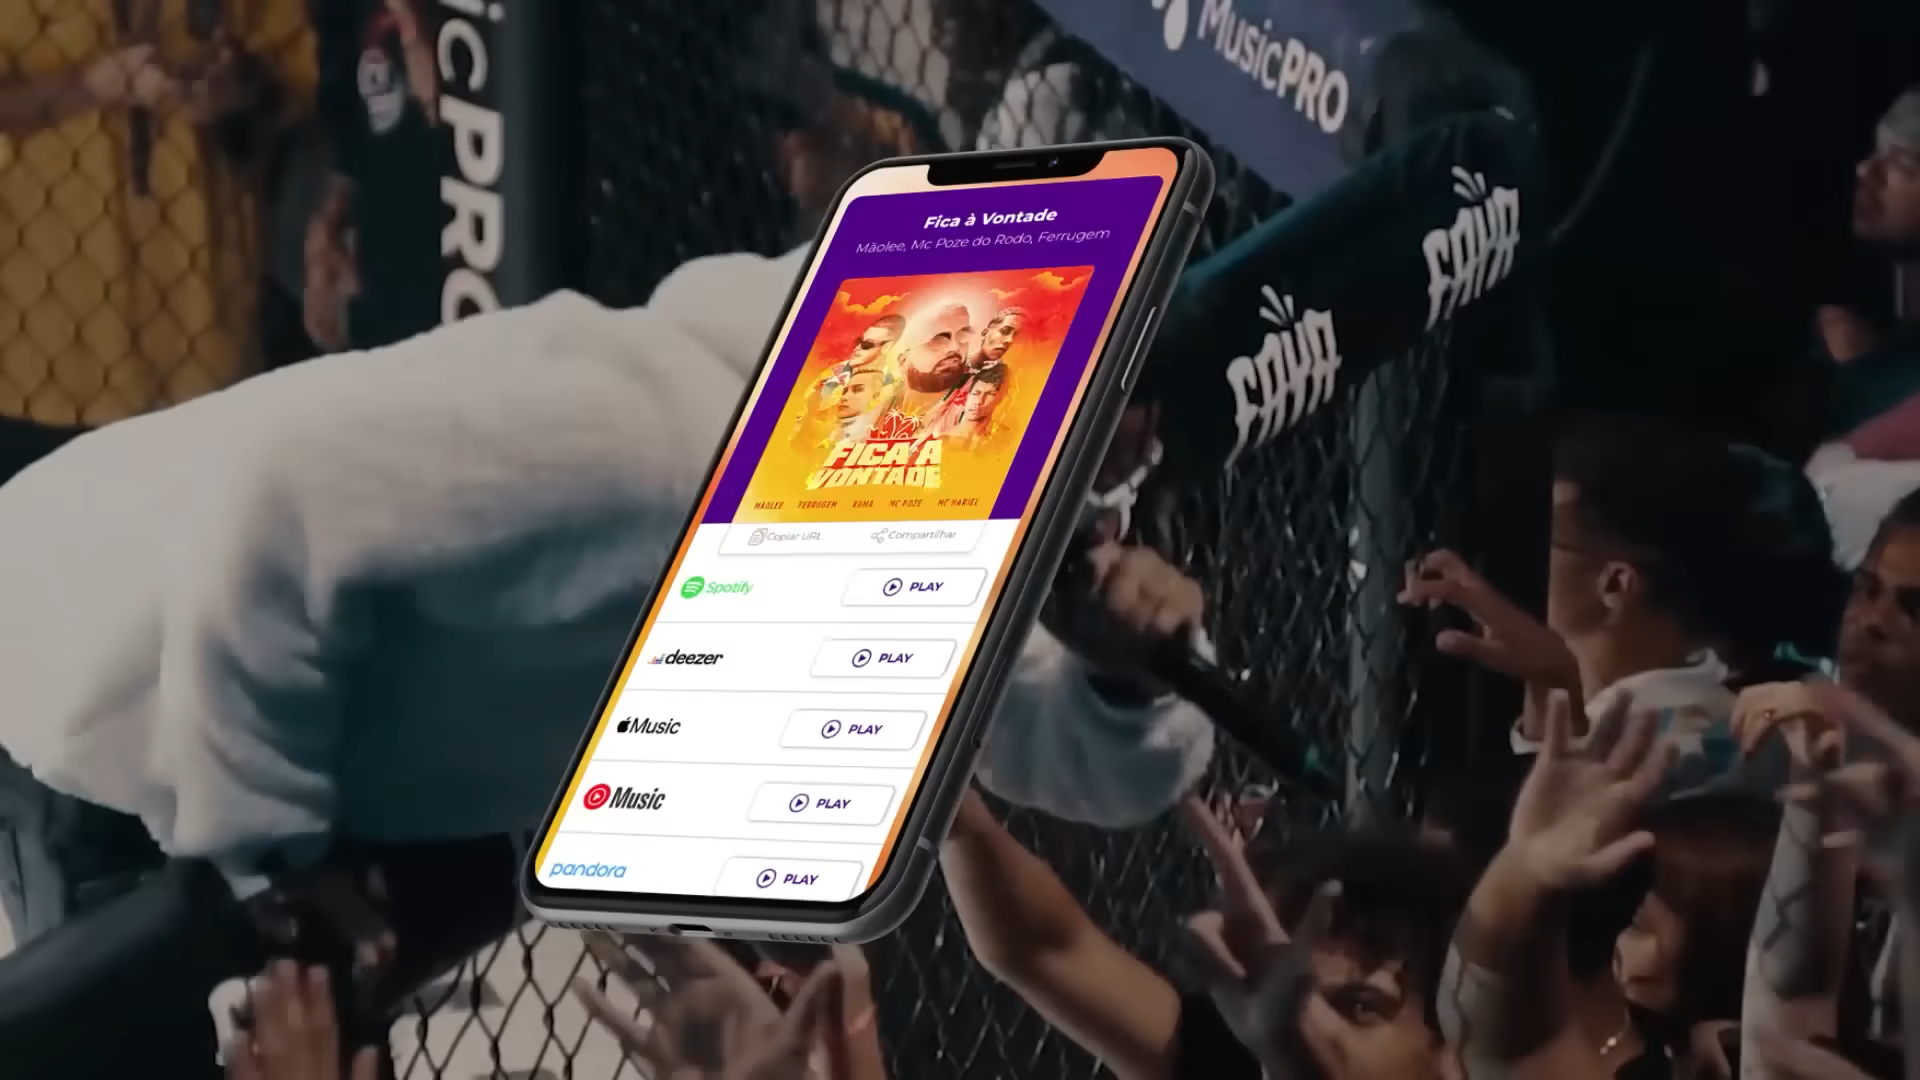 icPRO
MusicPRO
FAYA
FAYA
Fica à Vontade
Mãolee, Mc Poze do Rodo, Ferrugem
FICA À
VONTADE
MÃOLEE FERRUGEM XAMÃ MC POZE MC HARIEL
Copiar URL Compartilhar
Spotify PLAY
deezer PLAY
Music PLAY
Music PLAY
pandora PLAY